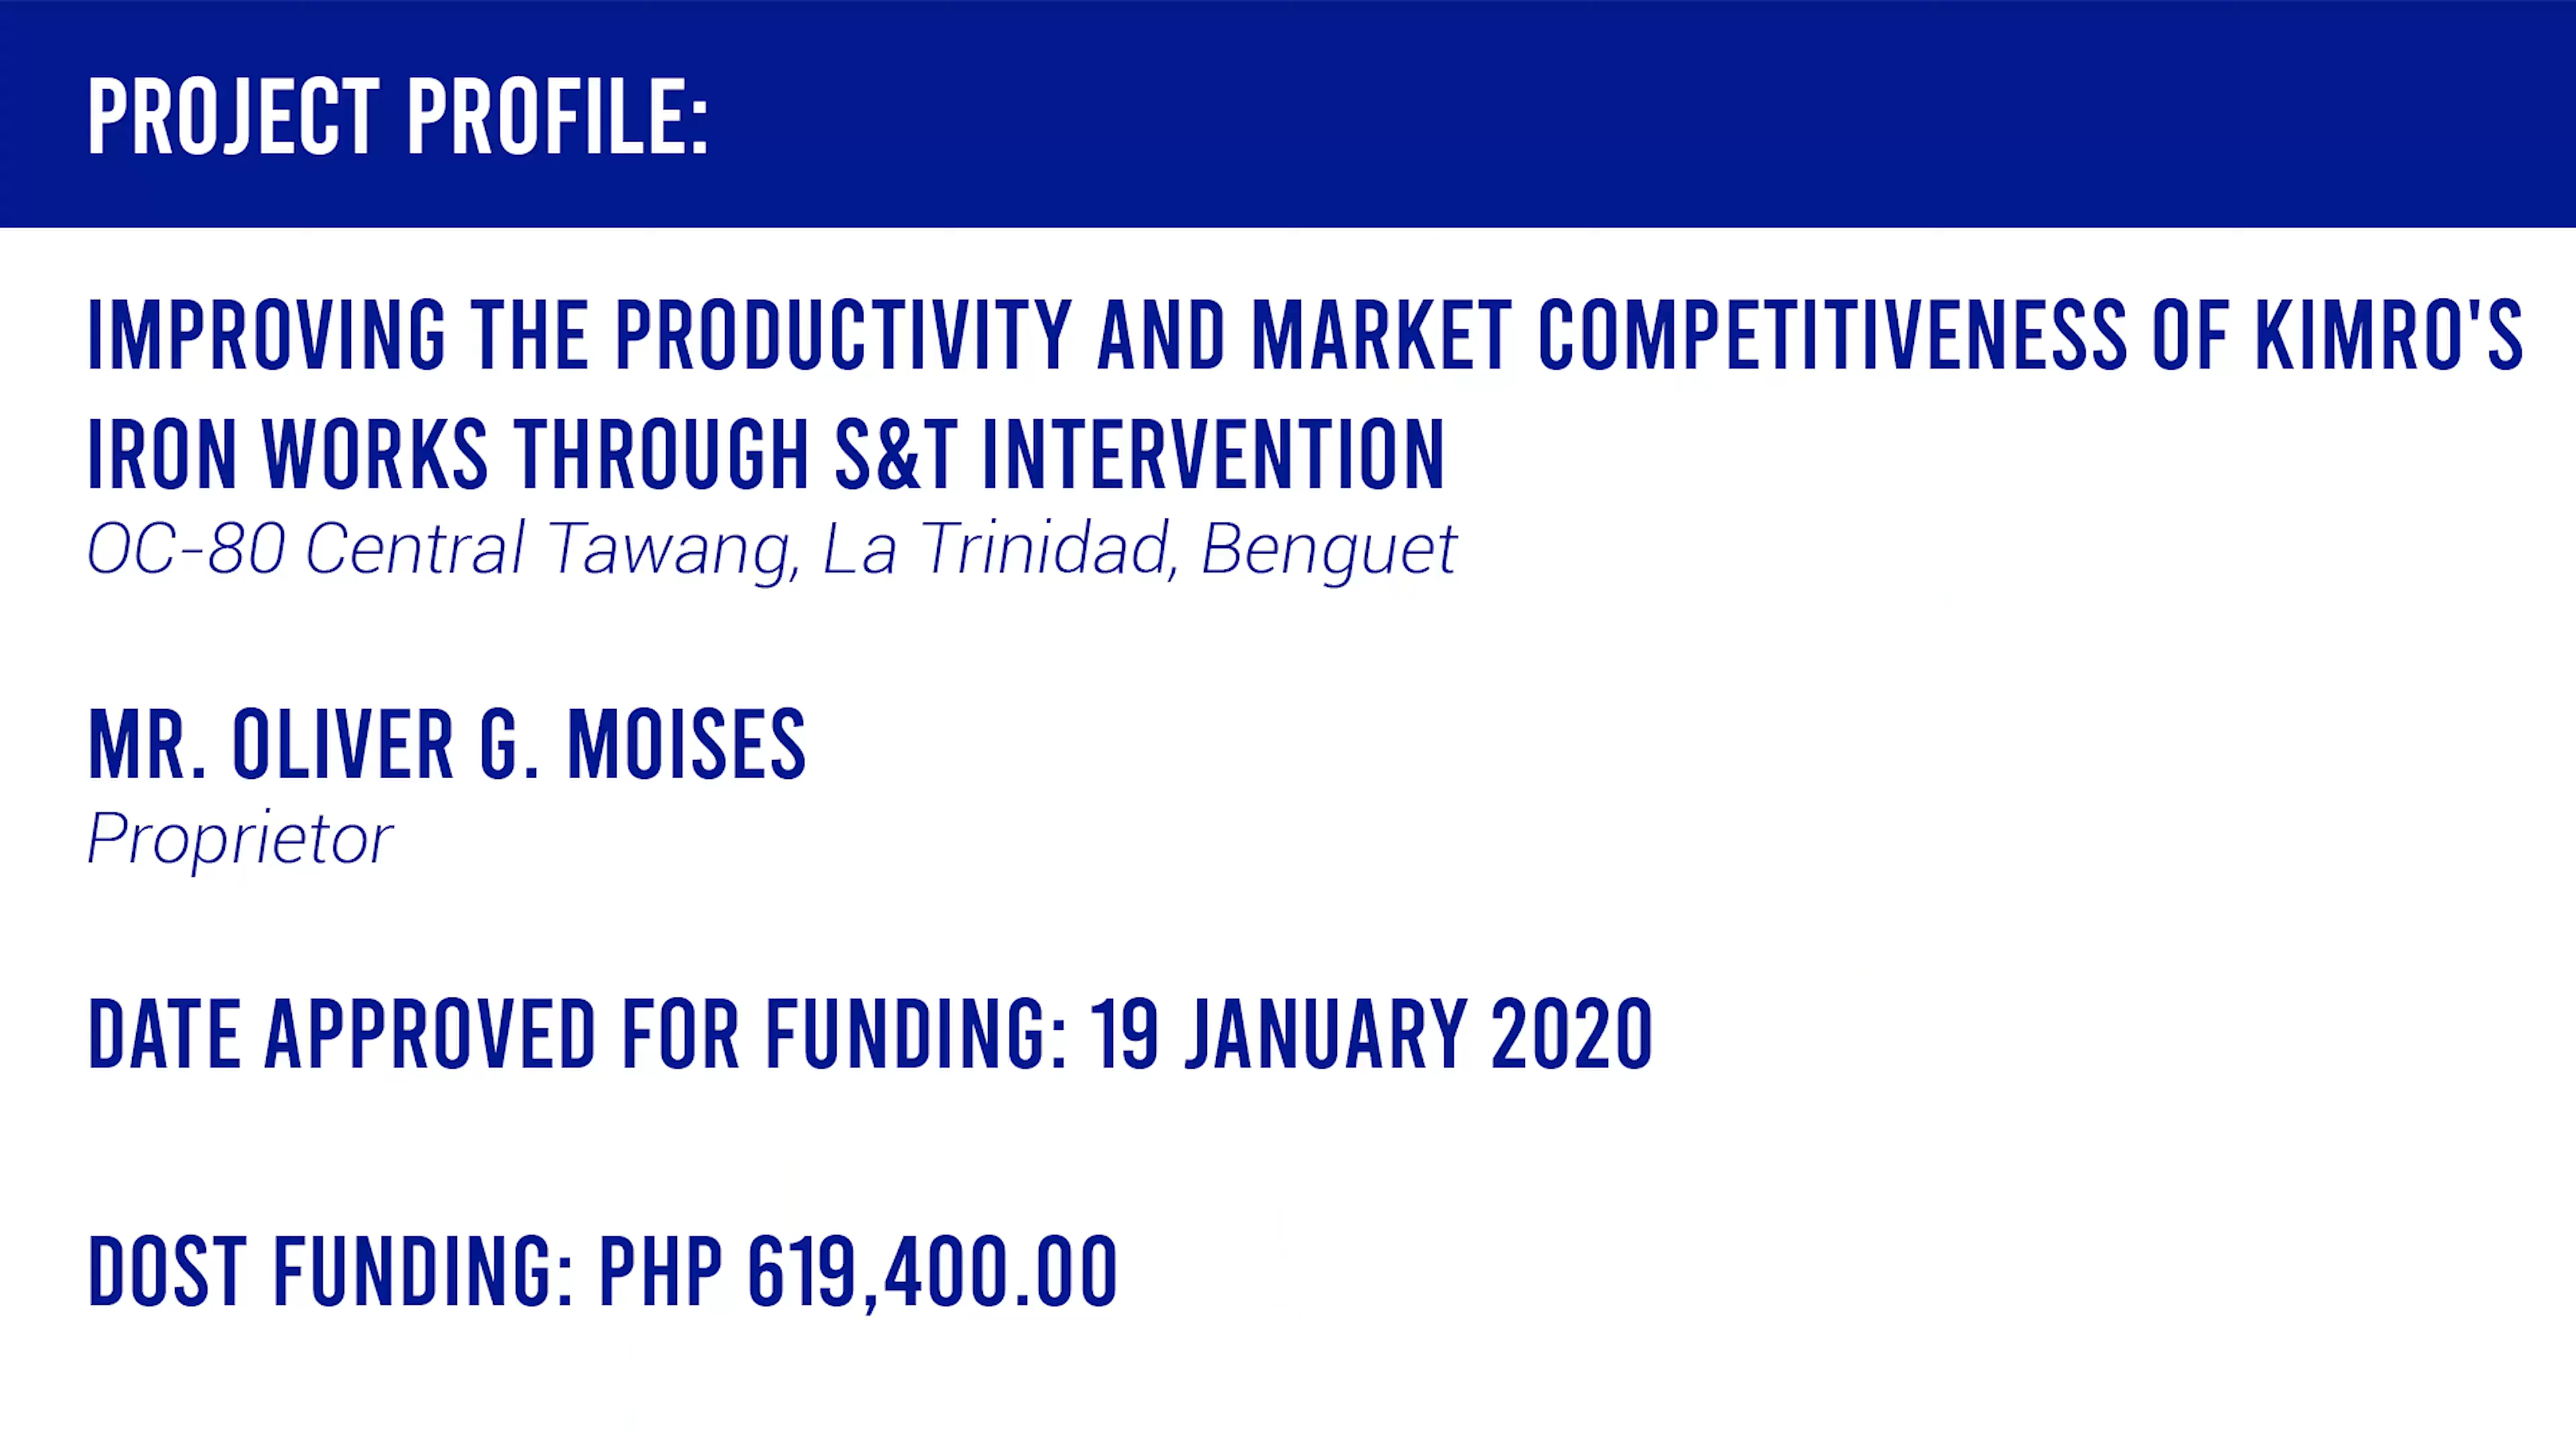 PROJECT PROFILE:
IMPROVING THE PRODUCTIVITY AND MARKET COMPETITIVENESS OF KIMRO'S
IRON WORKS THROUGH S&T INTERVENTION
OC-80 Central Tawang, La Trinidad, Benguet
MR. OLIVER G. MOISES
Proprietor
DATE APPROVED FOR FUNDING: 19 JANUARY 2020
DOST FUNDING: PHP 619,400.00